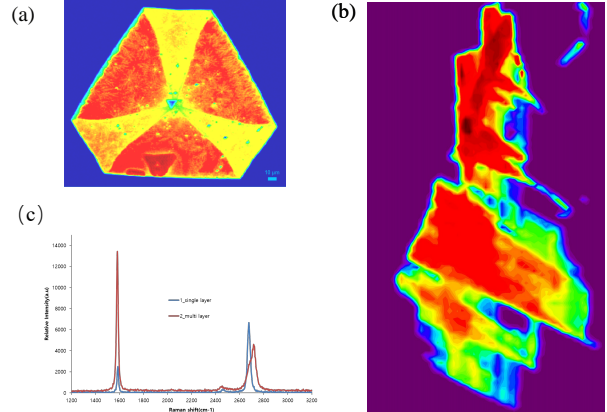 (a)
(b)
10 μm
(c)
Relative Intensity(a.u)
14000
12000
10000
8000
6000
4000
2000
0
1_single layer
2_multi layer
1200 1400 1600 1800 2000 2200 2400 2600 2800 3000 3200
Raman shift(cm-1)